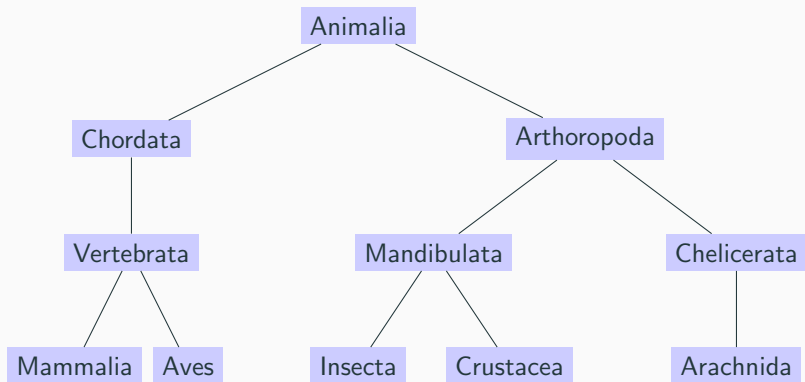 Animalia
Chordata
Arthoropoda
Vertebrata
Mandibulata
Chelicerata
Mammalia
Aves
Insecta
Crustacea
Arachnida